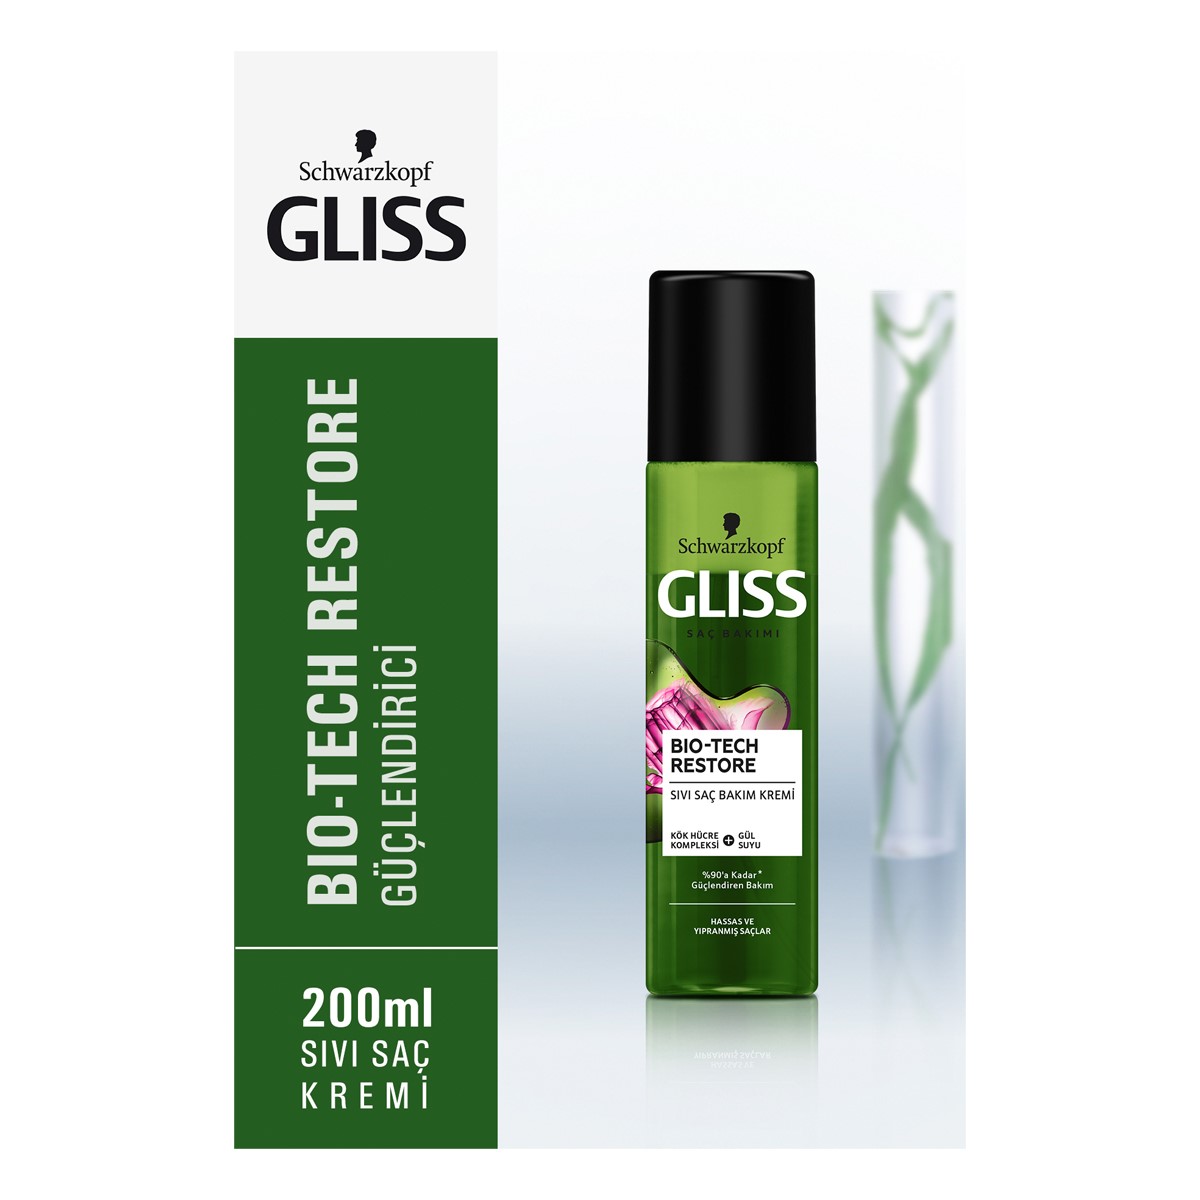 Schwarzkopf
GLISS
BIO-TECH RESTORE
GÜÇLENDİRİCİ
200ml
SIVI SAÇ
KREMİ
Schwarzkopf
GLISS
SAÇ BAKIMI
BIO-TECH
RESTORE
SIVI SAÇ BAKIM KREMİ
KÖK HÜCRE
KOMPLEKSİ
+
GÜL
SUYU
%90'a Kadar*
Güçlendiren Bakım
HASSAS VE
YIPRANMIŞ SAÇLAR